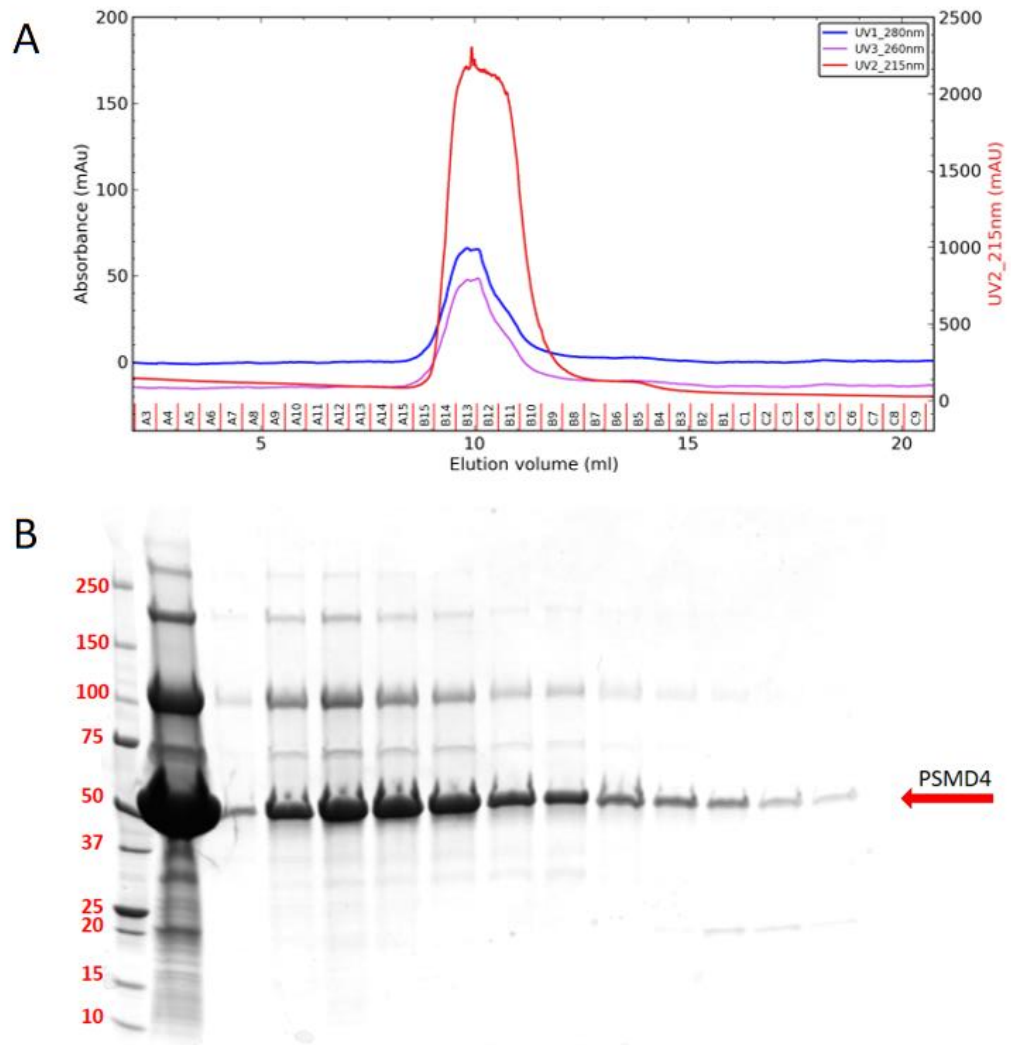 A
200
150
100
50
0
Absorbance (mAu)
2500
2000
1500
1000
500
0
UV2_215nm (mAU)
UV1_280nm
UV3_260nm
UV2_215nm
A3 A4 A5 A6 A7 A8 A9 A10 A11 A12 A13 A14 A15 B15 B14 B13 B12 B11 B10 B9 B8 B7 B6 B5 B4 B3 B2 B1 C1 C2 C3 C4 C5 C6 C7 C8 C9
5 10 15 20
Elution volume (ml)
B
250
150
100
75
50
37
25
20
15
10
PSMD4